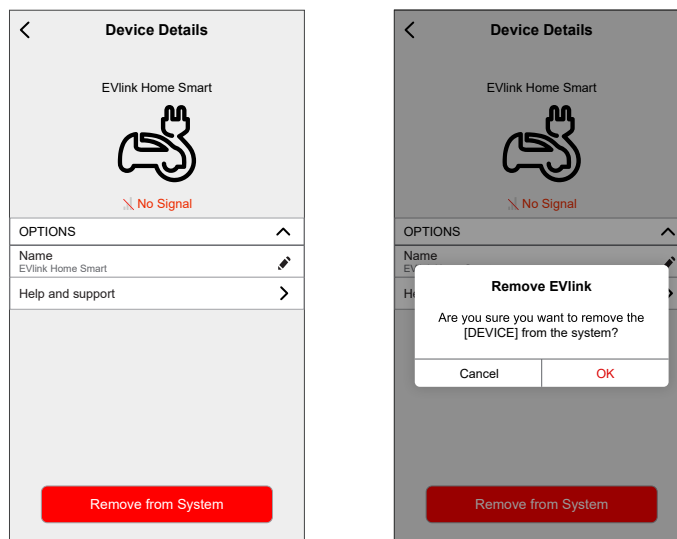 Device Details
EVlink Home Smart
No Signal
OPTIONS
Name
EVlink Home Smart
Help and support
Remove from System
Device Details
EVlink Home Smart
No Signal
OPTIONS
Name
Remove EVlink
Are you sure you want to remove the
[DEVICE] from the system?
Cancel
OK
Remove from System